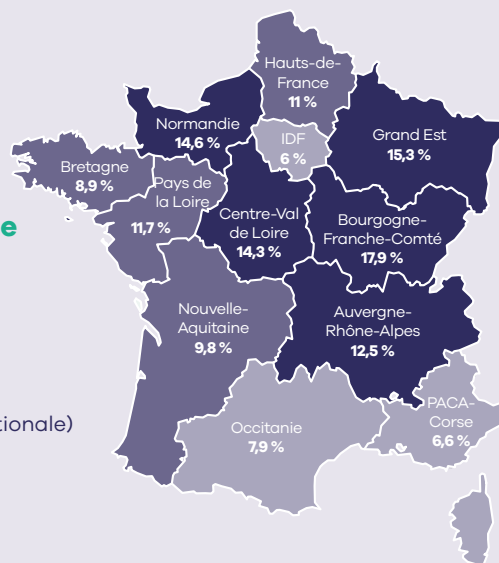 Hauts-de-
France
11 %
Normandie
14,6 %
IDF
6 %
Grand Est
15,3 %
Bretagne
8,9 %
Pays de
la Loire
11,7 %
Centre-Val
de Loire
14,3 %
Bourgogne-
Franche-Comté
17,9 %
e
Nouvelle-
Aquitaine
9,8 %
Auvergne-
Rhône-Alpes
12,5 %
tionale)
Occitanie
7,9 %
PACA-
Corse
6,6 %